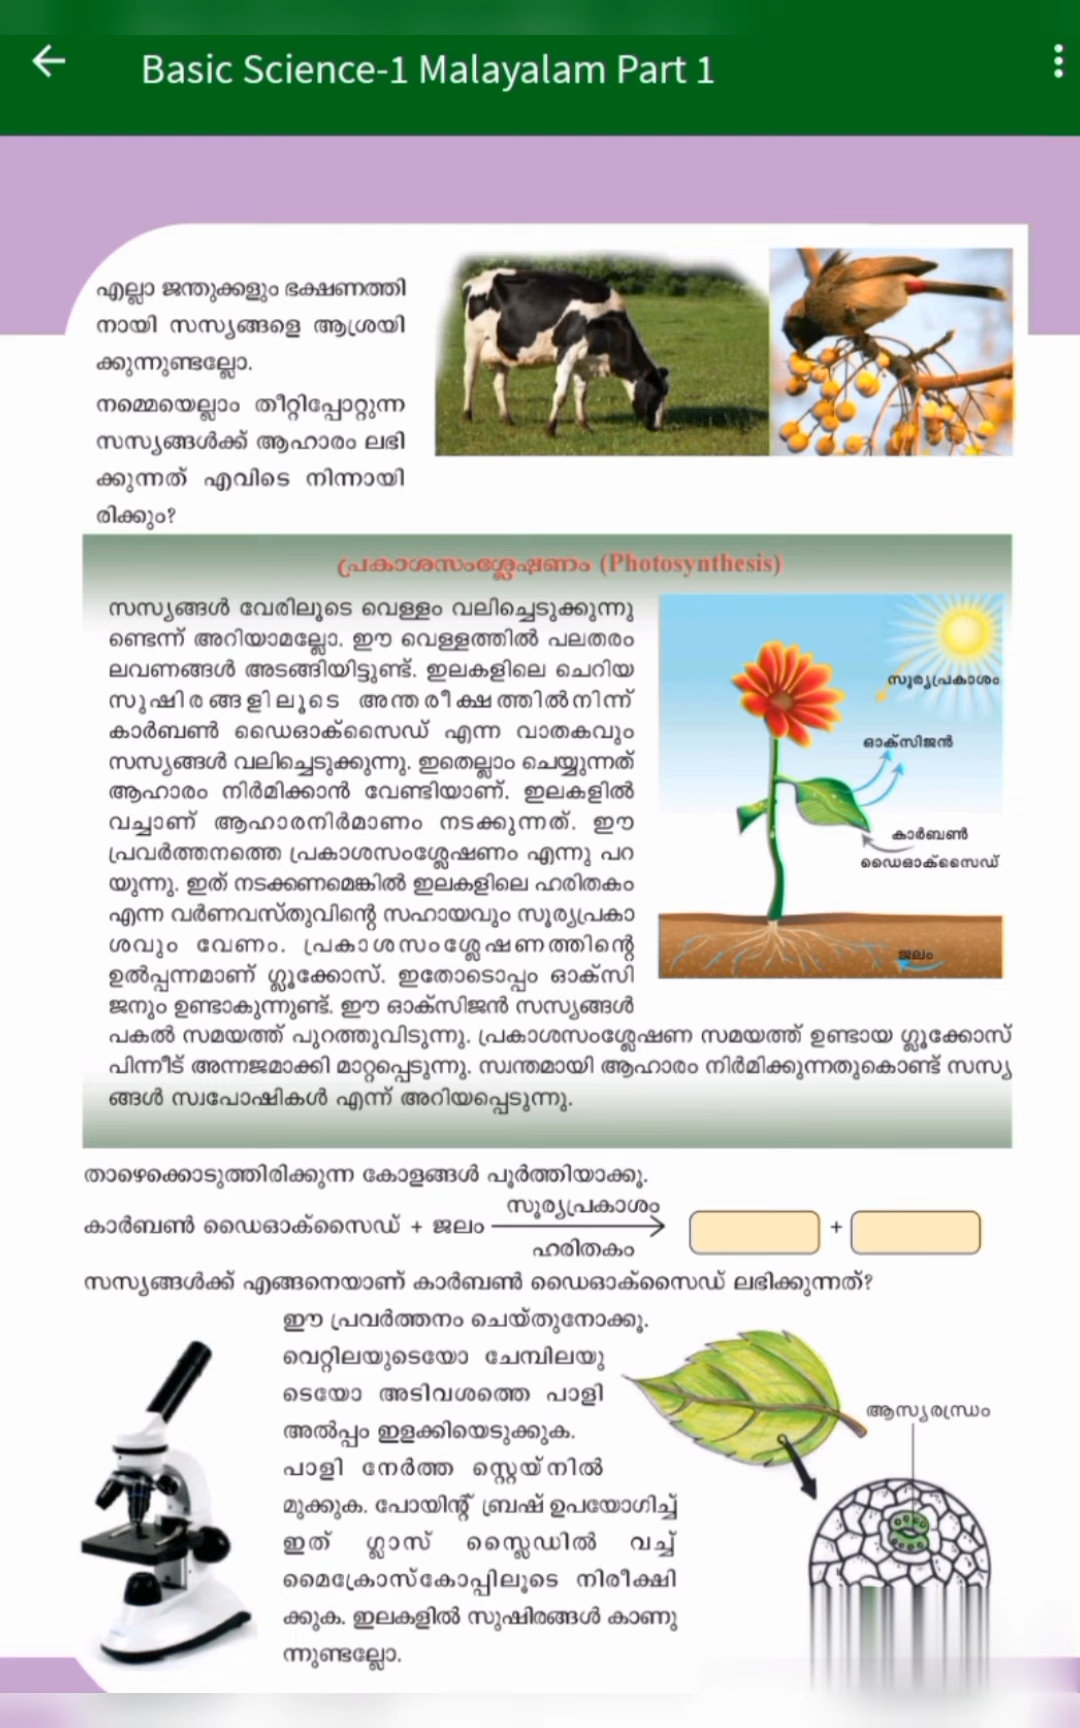 Basic Science-1 Malayalam Part 1
എല്ലാ ജന്തുക്കളും ഭക്ഷണത്തി
നായി സസ്യങ്ങളെ ആശ്രയി
ക്കുന്നുണ്ടല്ലോ.
നമ്മെയെല്ലാം തീറ്റിപ്പോറ്റുന്ന
സസ്യങ്ങൾക്ക് ആഹാരം ലഭി
ക്കുന്നത് എവിടെ നിന്നായി
രിക്കും?
പ്രകാശസംശ്ലേഷണം (Photosynthesis)
സസ്യങ്ങൾ വേരിലൂടെ വെള്ളം വലിച്ചെടുക്കുന്നു
ണ്ടെന്ന് അറിയാമല്ലോ. ഈ വെള്ളത്തിൽ പലതരം
ലവണങ്ങൾ അടങ്ങിയിട്ടുണ്ട്. ഇലകളിലെ ചെറിയ
സുഷിരങ്ങളിലൂടെ അന്തരീക്ഷത്തിൽനിന്ന്
കാർബൺ ഡൈഓക്സൈഡ് എന്ന വാതകവും
സസ്യങ്ങൾ വലിച്ചെടുക്കുന്നു. ഇതെല്ലാം ചെയ്യുന്നത്
ആഹാരം നിർമിക്കാൻ വേണ്ടിയാണ്. ഇലകളിൽ
വച്ചാണ് ആഹാരനിർമാണം നടക്കുന്നത്. ഈ
പ്രവർത്തനത്തെ പ്രകാശസംശ്ലേഷണം എന്നു പറ
യുന്നു. ഇത് നടക്കണമെങ്കിൽ ഇലകളിലെ ഹരിതകം
എന്ന വർണവസ്തുവിന്റെ സഹായവും സൂര്യപ്രകാ
ശവും വേണം. പ്രകാശസംശ്ലേഷണത്തിന്റെ
ഉൽപ്പന്നമാണ് ഗ്ലൂക്കോസ്. ഇതോടൊപ്പം ഓക്സി
ജനും ഉണ്ടാകുന്നുണ്ട്. ഈ ഓക്സിജൻ സസ്യങ്ങൾ
പകൽ സമയത്ത് പുറത്തുവിടുന്നു. പ്രകാശസംശ്ലേഷണ സമയത്ത് ഉണ്ടായ ഗ്ലൂക്കോസ്
പിന്നീട് അന്നജമാക്കി മാറ്റപ്പെടുന്നു. സ്വന്തമായി ആഹാരം നിർമിക്കുന്നതുകൊണ്ട് സസ്യ
ങ്ങൾ സ്വപോഷികൾ എന്ന് അറിയപ്പെടുന്നു.
സൂര്യപ്രകാശം
ഓക്സിജൻ
കാർബൺ
ഡൈഓക്സൈഡ്
ജലം
താഴെക്കൊടുത്തിരിക്കുന്ന കോളങ്ങൾ പൂർത്തിയാക്കൂ.
സൂര്യപ്രകാശം
കാർബൺ ഡൈഓക്സൈഡ് + ജലം ⟶ +
ഹരിതകം
സസ്യങ്ങൾക്ക് എങ്ങനെയാണ് കാർബൺ ഡൈഓക്സൈഡ് ലഭിക്കുന്നത്?
ഈ പ്രവർത്തനം ചെയ്തുനോക്കൂ.
വെറ്റിലയുടെയോ ചേമ്പിലയു
ടെയോ അടിവശത്തെ പാളി
അൽപ്പം ഇളക്കിയെടുക്കുക.
പാളി നേർത്ത സ്റ്റെയ്നിൽ
മുക്കുക. പോയിന്റ് ബ്രഷ് ഉപയോഗിച്ച്
ഇത് ഗ്ലാസ് സ്ലൈഡിൽ വച്ച്
മൈക്രോസ്കോപ്പിലൂടെ നിരീക്ഷി
ക്കുക. ഇലകളിൽ സുഷിരങ്ങൾ കാണു
ന്നുണ്ടല്ലോ.
ആസ്യരന്ധ്രം